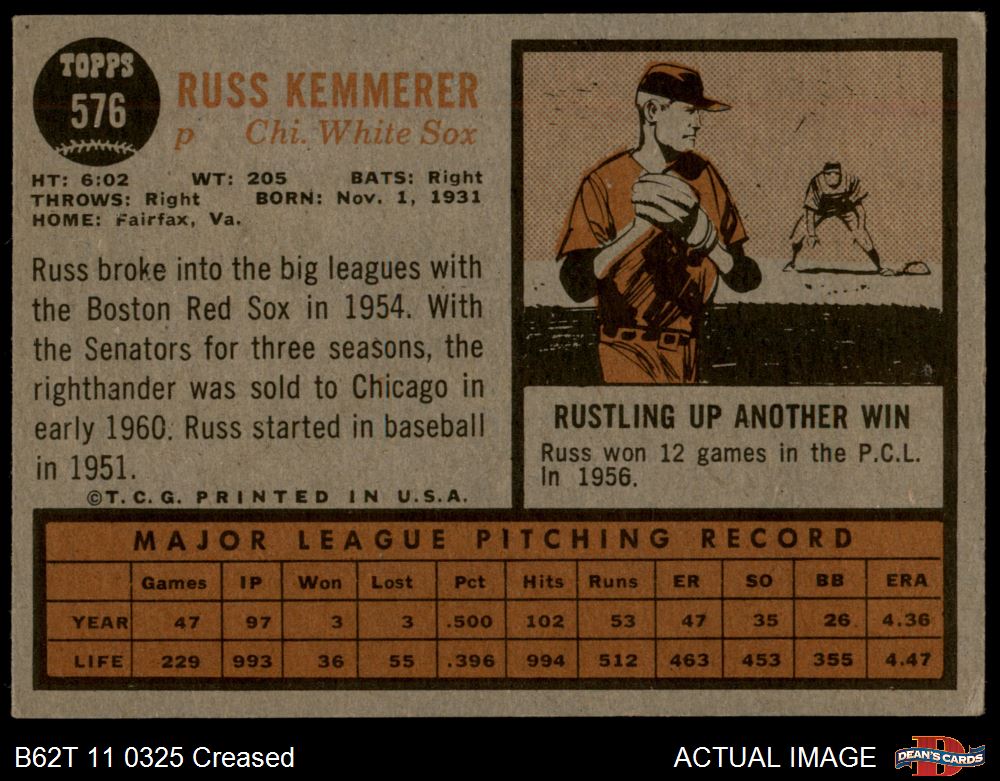 TOPPS
576
RUSS KEMMERER
p Chi. White Sox
HT: 6:02 WT: 205 BATS: Right
THROWS: Right BORN: Nov. 1, 1931
HOME: Fairfax, Va.
Russ broke into the big leagues with
the Boston Red Sox in 1954. With
the Senators for three seasons, the
righthander was sold to Chicago in
early 1960. Russ started in baseball
in 1951.
©T.C.G. PRINTED IN U.S.A.
RUSTLING UP ANOTHER WIN
Russ won 12 games in the P.C.L.
In 1956.
MAJOR LEAGUE PITCHING RECORD
Games IP Won Lost Pct Hits Runs ER SO BB ERA
YEAR 47 97 3 3 .500 102 53 47 35 26 4.36
LIFE 229 993 36 55 .396 994 512 463 453 355 4.47
B62T 11 0325 Creased
ACTUAL IMAGE
D
DEAN'S CARDS